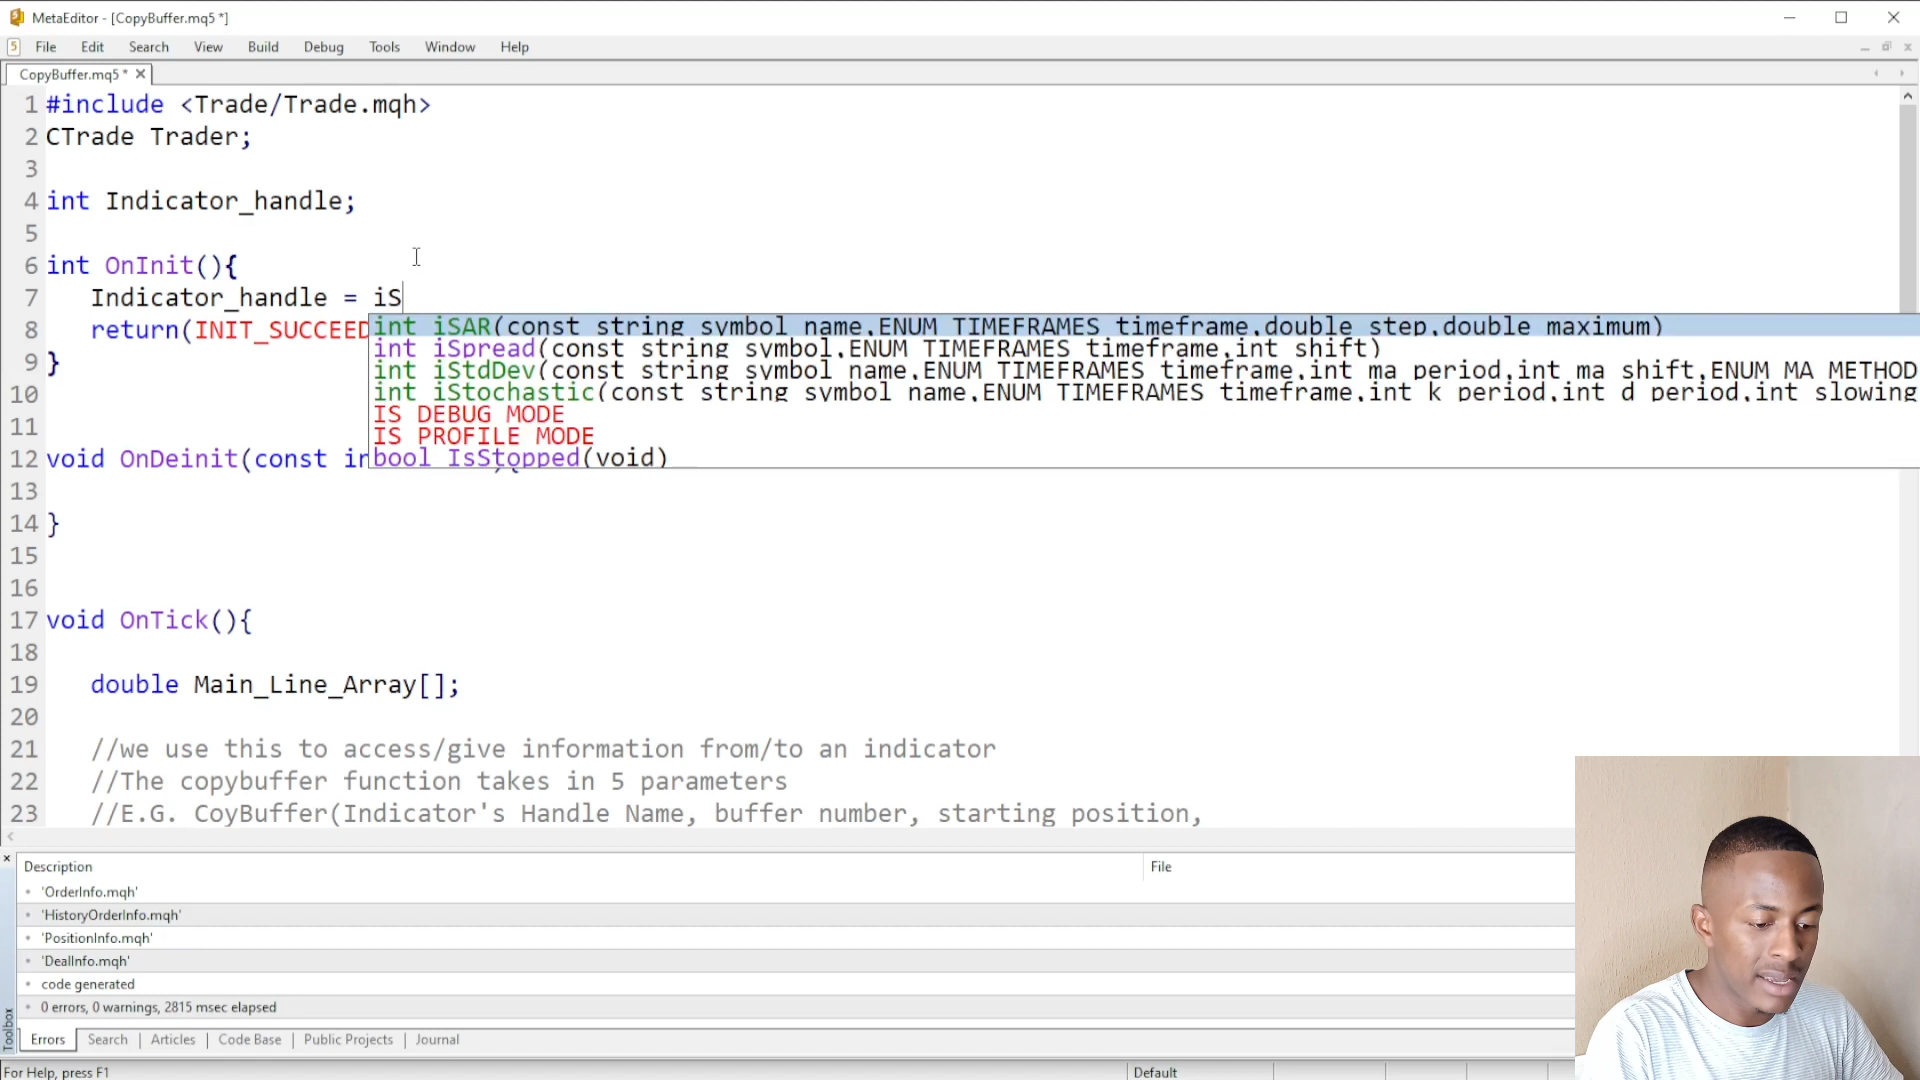 MetaEditor - [CopyBuffer.mq5 *]
5 File Edit Search View Build Debug Tools Window Help
CopyBuffer.mq5 *
1 #include <Trade/Trade.mqh>
2 CTrade Trader;
3
4 int Indicator_handle;
5
6 int OnInit(){
7 Indicator_handle = iS
8 return(INIT_SUCCEED
int iSAR(const string symbol_name,ENUM_TIMEFRAMES timeframe,double step,double maximum)
int iSpread(const string symbol,ENUM_TIMEFRAMES timeframe,int shift)
9 }
int iStdDev(const string symbol_name,ENUM_TIMEFRAMES timeframe,int ma_period,int ma_shift,ENUM_MA_METHOD
10
int iStochastic(const string symbol_name,ENUM_TIMEFRAMES timeframe,int k_period,int d_period,int slowing
IS_DEBUG_MODE
11
IS_PROFILE_MODE
12 void OnDeinit(const in
bool IsStopped(void)
13
14 }
15
16
17 void OnTick(){
18
19 double Main_Line_Array[];
20
21 //we use this to access/give information from/to an indicator
22 //The copybuffer function takes in 5 parameters
23 //E.G. CoyBuffer(Indicator's Handle Name, buffer number, starting position,
Description File
'OrderInfo.mqh'
'HistoryOrderInfo.mqh'
'PositionInfo.mqh'
'DealInfo.mqh'
code generated
0 errors, 0 warnings, 2815 msec elapsed
Toolbox
Errors Search Articles Code Base Public Projects Journal
For Help, press F1 Default